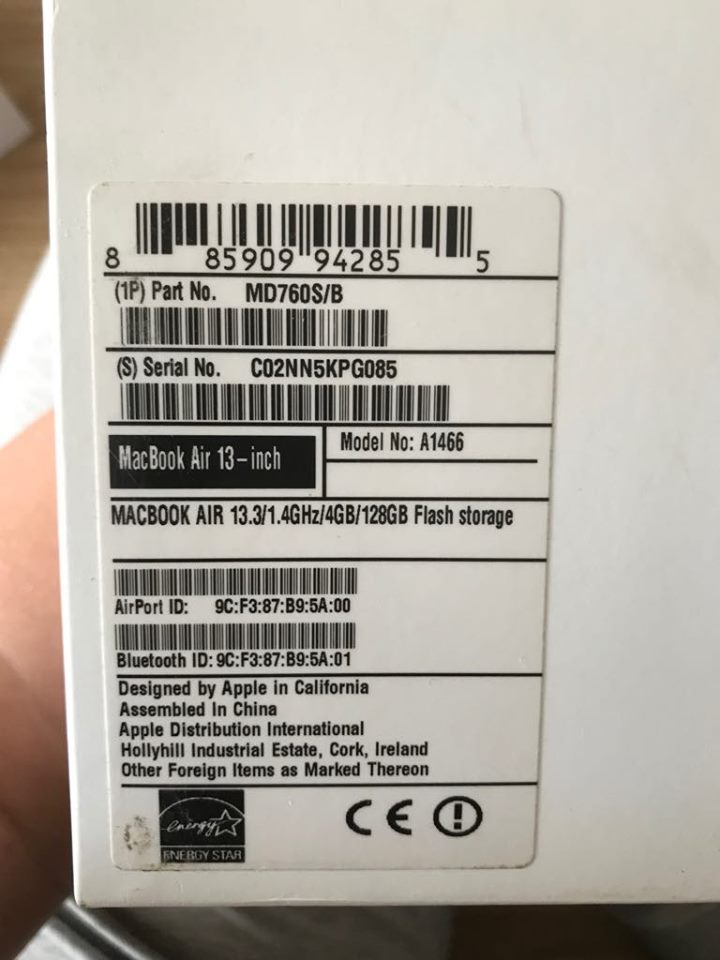 8 85909 94285 5
(1P) Part No. MD760S/B
(S) Serial No. C02NN5KPG085
MacBook Air 13-inch
Model No: A1466
MACBOOK AIR 13.3/1.4GHz/4GB/128GB Flash storage
AirPort ID: 9C:F3:87:B9:5A:00
Bluetooth ID: 9C:F3:87:B9:5A:01
Designed by Apple in California
Assembled In China
Apple Distribution International
Hollyhill Industrial Estate, Cork, Ireland
Other Foreign Items as Marked Thereon
energy
ENERGY STAR
CE